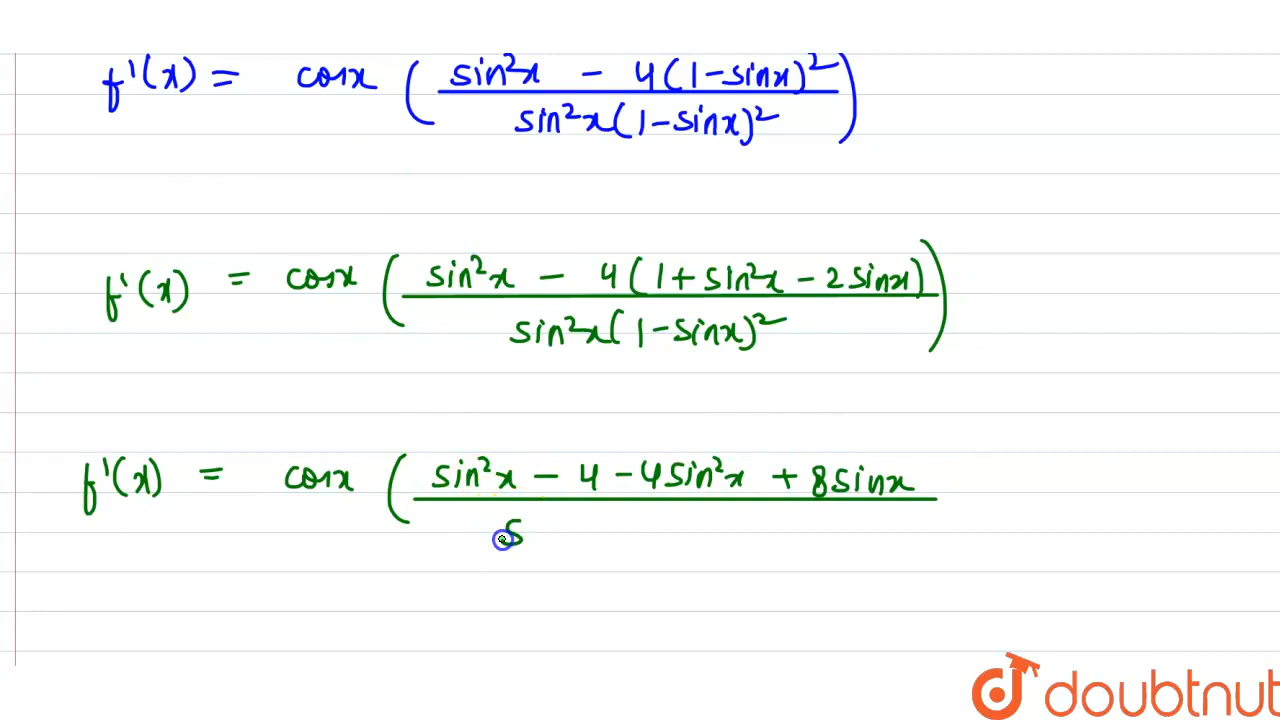 f'(x) = cosx ( sin²x - 4(1-sinx)² / sin²x(1-sinx)² )
f'(x) = cosx ( sin²x - 4(1+sin²x-2sinx) / sin²x(1-sinx)² )
f'(x) = cosx ( sin²x - 4 - 4sin²x + 8sinx / s
doubtnut